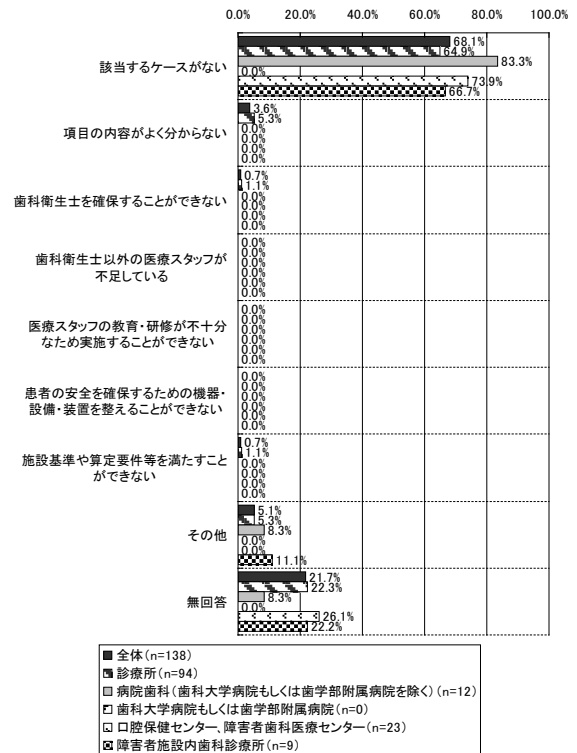 0.0% 20.0% 40.0% 60.0% 80.0% 100.0%
該当するケースがない
68.1%
64.9%
83.3%
0.0%
73.9%
66.7%
項目の内容がよく分からない
3.6%
5.3%
0.0%
0.0%
0.0%
0.0%
歯科衛生士を確保することができない
0.7%
1.1%
0.0%
0.0%
0.0%
0.0%
歯科衛生士以外の医療スタッフが
不足している
0.0%
0.0%
0.0%
0.0%
0.0%
0.0%
医療スタッフの教育・研修が不十分
なため実施することができない
0.0%
0.0%
0.0%
0.0%
0.0%
0.0%
患者の安全を確保するための機器・
設備・装置を整えることができない
0.0%
0.0%
0.0%
0.0%
0.0%
0.0%
施設基準や算定要件等を満たすこと
ができない
0.7%
1.1%
0.0%
0.0%
0.0%
0.0%
その他
5.1%
5.3%
8.3%
0.0%
0.0%
11.1%
無回答
21.7%
22.3%
8.3%
0.0%
26.1%
22.2%
全体(n=138)
診療所(n=94)
病院歯科(歯科大学病院もしくは歯学部附属病院を除く)(n=12)
歯科大学病院もしくは歯学部附属病院(n=0)
口腔保健センター、障害者歯科医療センター(n=23)
障害者施設内歯科診療所(n=9)